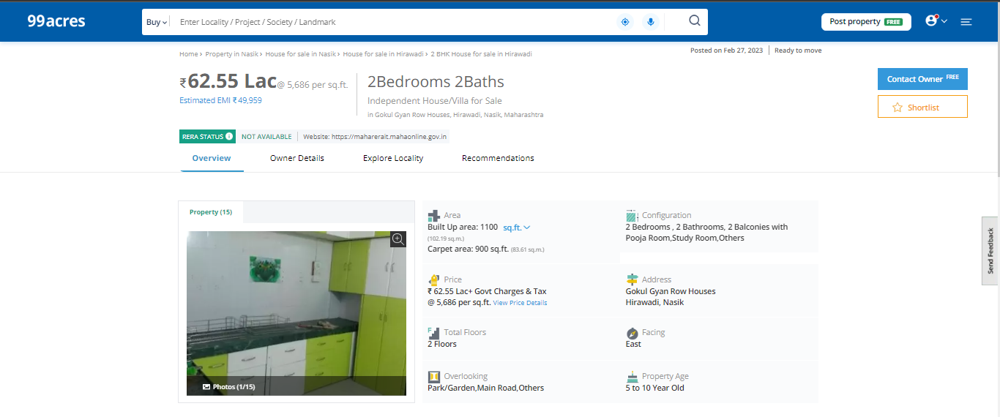 99acres
Buy
Enter Locality / Project / Society / Landmark
Post property FREE
Home > Property in Nasik > House for sale in Nasik > House for sale in Hirawadi > 2 BHK House for sale in Hirawadi
Posted on Feb 27, 2023 | Ready to move
₹62.55 Lac @ 5,686 per sq.ft.
Estimated EMI ₹ 49,959
2Bedrooms 2Baths
Independent House/Villa for Sale
in Gokul Gyan Row Houses, Hirawadi, Nasik, Maharashtra
Contact Owner FREE
Shortlist
RERA STATUS i NOT AVAILABLE | Website: https://maharerait.mahaonline.gov.in
Overview
Owner Details
Explore Locality
Recommendations
Property (15)
Photos (1/15)
Area
Built Up area: 1100 sq.ft.
(102.19 sq.m.)
Carpet area: 900 sq.ft. (83.61 sq.m.)
Configuration
2 Bedrooms , 2 Bathrooms, 2 Balconies with
Pooja Room,Study Room,Others
Price
₹ 62.55 Lac+ Govt Charges & Tax
@ 5,686 per sq.ft. View Price Details
Address
Gokul Gyan Row Houses
Hirawadi, Nasik
Total Floors
2 Floors
Facing
East
Overlooking
Park/Garden,Main Road,Others
Property Age
5 to 10 Year Old
Send Feedback